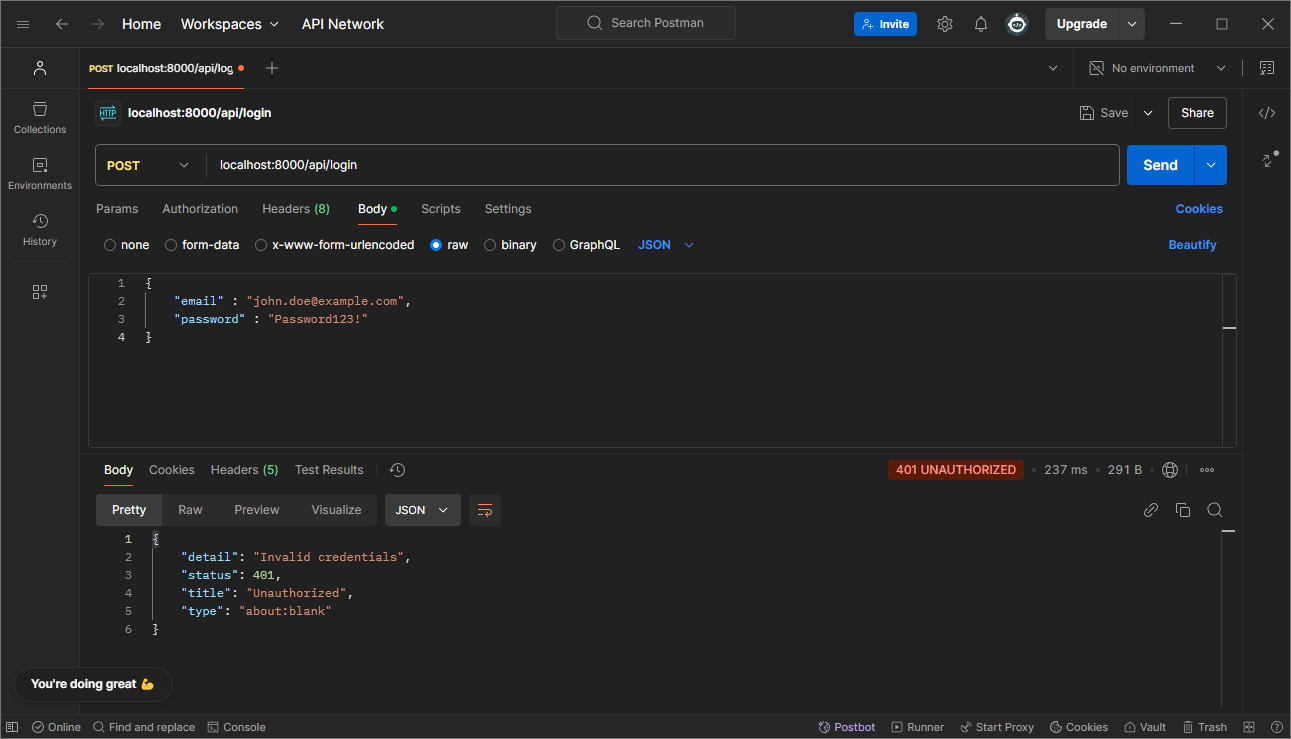 Home Workspaces API Network Search Postman Invite Upgrade
POST localhost:8000/api/log No environment
HTTP localhost:8000/api/login Save Share
Collections
POST localhost:8000/api/login Send
Environments
Params Authorization Headers (8) Body Scripts Settings Cookies
History
none form-data x-www-form-urlencoded raw binary GraphQL JSON Beautify
1 {
2 "email" : "john.doe@example.com",
3 "password" : "Password123!"
4 }
Body Cookies Headers (5) Test Results 401 UNAUTHORIZED 237 ms 291 B
Pretty Raw Preview Visualize JSON
1 {
2 "detail": "Invalid credentials",
3 "status": 401,
4 "title": "Unauthorized",
5 "type": "about:blank"
6 }
You're doing great 💪
Online Find and replace Console Postbot Runner Start Proxy Cookies Vault Trash